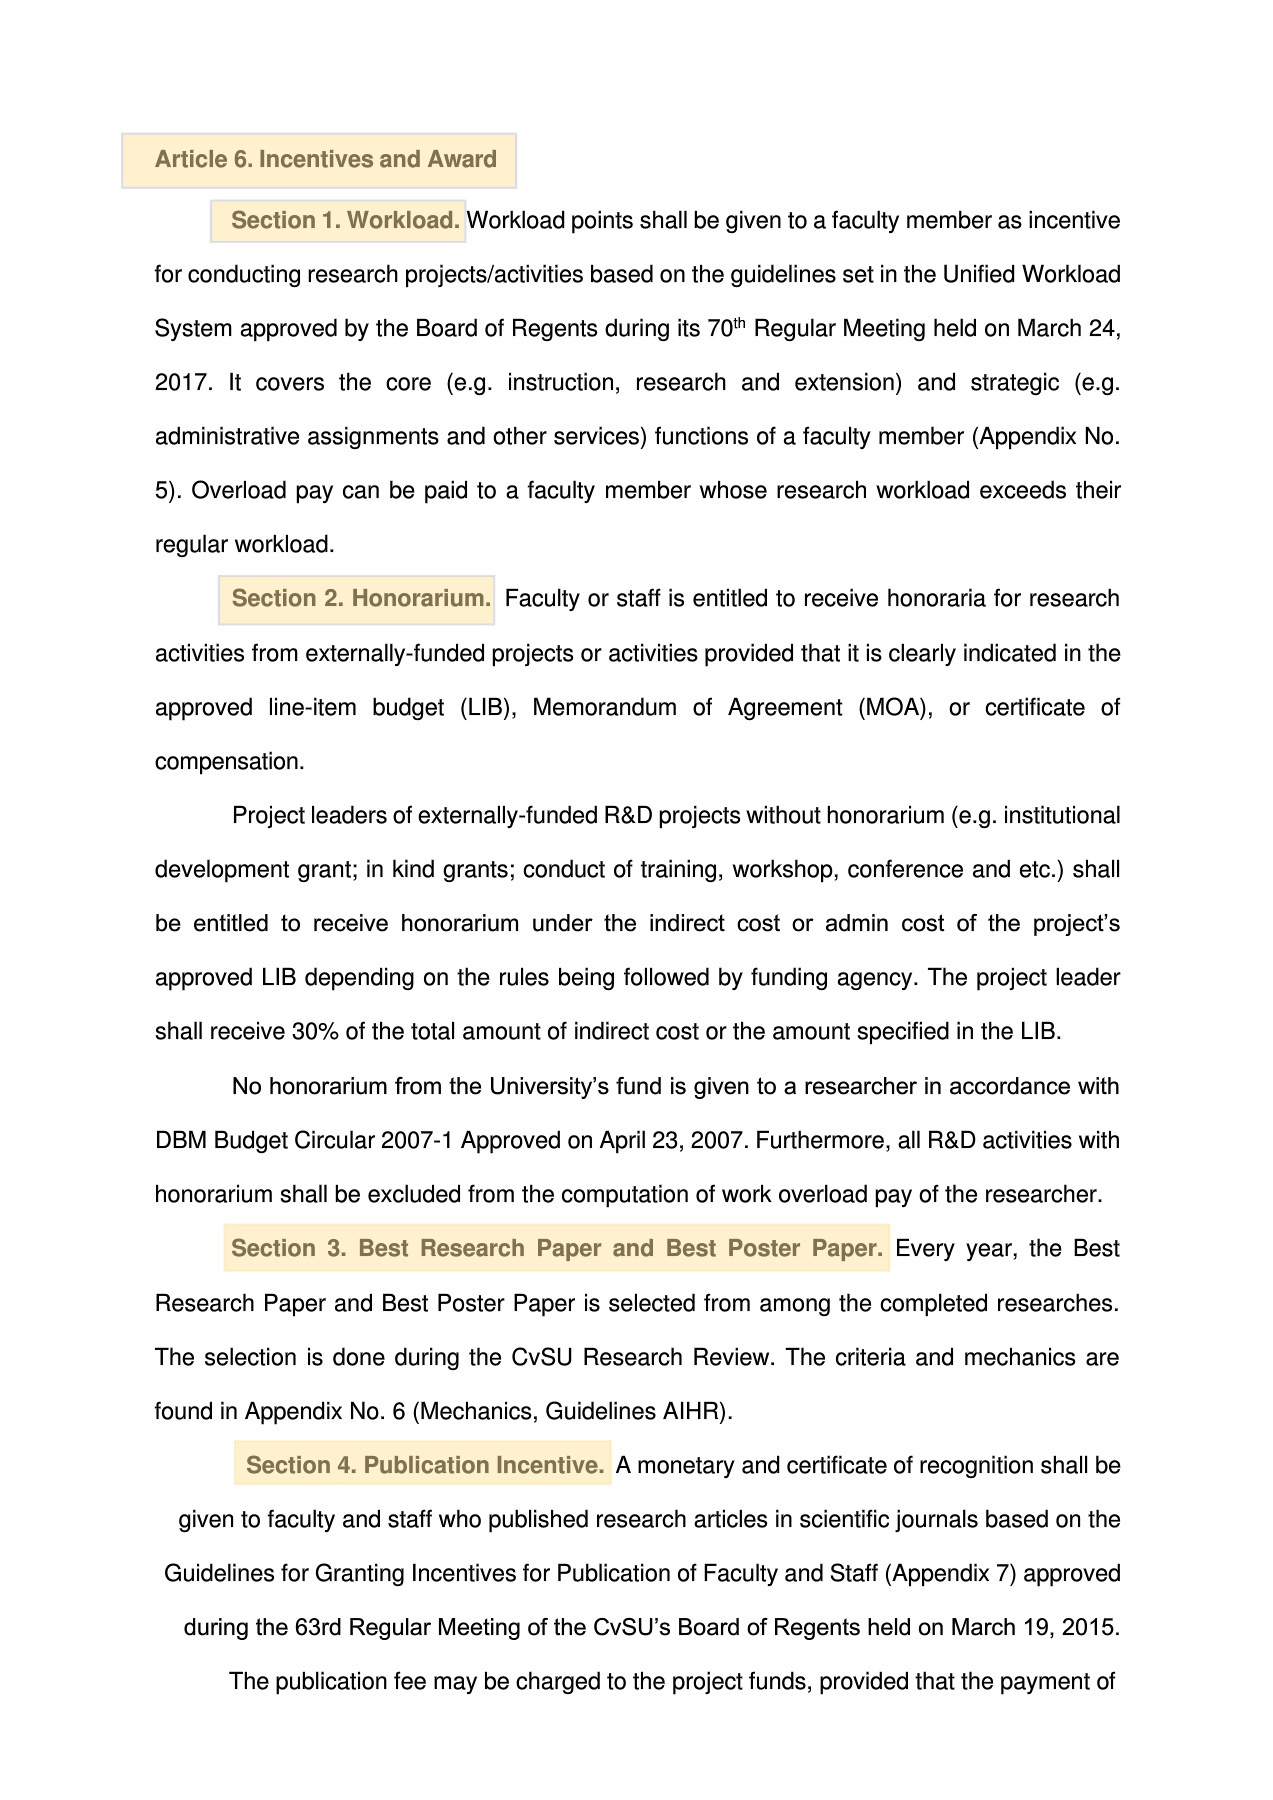 Article 6. Incentives and Award
Section 1. Workload. Workload points shall be given to a faculty member as incentive
for conducting research projects/activities based on the guidelines set in the Unified Workload
System approved by the Board of Regents during its 70th Regular Meeting held on March 24,
2017. It covers the core (e.g. instruction, research and extension) and strategic (e.g.
administrative assignments and other services) functions of a faculty member (Appendix No.
5). Overload pay can be paid to a faculty member whose research workload exceeds their
regular workload.
Section 2. Honorarium. Faculty or staff is entitled to receive honoraria for research
activities from externally-funded projects or activities provided that it is clearly indicated in the
approved line-item budget (LIB), Memorandum of Agreement (MOA), or certificate of
compensation.
Project leaders of externally-funded R&D projects without honorarium (e.g. institutional
development grant; in kind grants; conduct of training, workshop, conference and etc.) shall
be entitled to receive honorarium under the indirect cost or admin cost of the project’s
approved LIB depending on the rules being followed by funding agency. The project leader
shall receive 30% of the total amount of indirect cost or the amount specified in the LIB.
No honorarium from the University’s fund is given to a researcher in accordance with
DBM Budget Circular 2007-1 Approved on April 23, 2007. Furthermore, all R&D activities with
honorarium shall be excluded from the computation of work overload pay of the researcher.
Section 3. Best Research Paper and Best Poster Paper. Every year, the Best
Research Paper and Best Poster Paper is selected from among the completed researches.
The selection is done during the CvSU Research Review. The criteria and mechanics are
found in Appendix No. 6 (Mechanics, Guidelines AIHR).
Section 4. Publication Incentive. A monetary and certificate of recognition shall be
given to faculty and staff who published research articles in scientific journals based on the
Guidelines for Granting Incentives for Publication of Faculty and Staff (Appendix 7) approved
during the 63rd Regular Meeting of the CvSU’s Board of Regents held on March 19, 2015.
The publication fee may be charged to the project funds, provided that the payment of